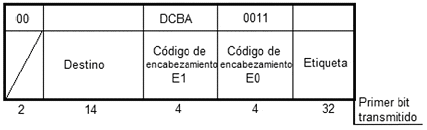 00 DCBA 0011
Destino
Código de encabezamiento E1
Código de encabezamiento E0
Etiqueta
2 14 4 4 32
Primer bit transmitido